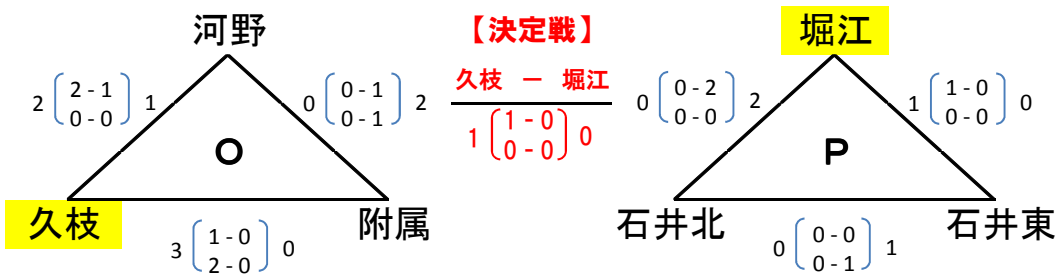 河野
【決定戦】
堀江
2 2 - 1 1
0 - 0
0 0 - 1 2
0 - 1
久枝 － 堀江
1 1 - 0 0
0 - 0
0 0 - 2 2
0 - 0
1 1 - 0 0
0 - 0
O
P
久枝
附属
石井北
石井東
3 1 - 0 0
2 - 0
0 0 - 0 1
0 - 1